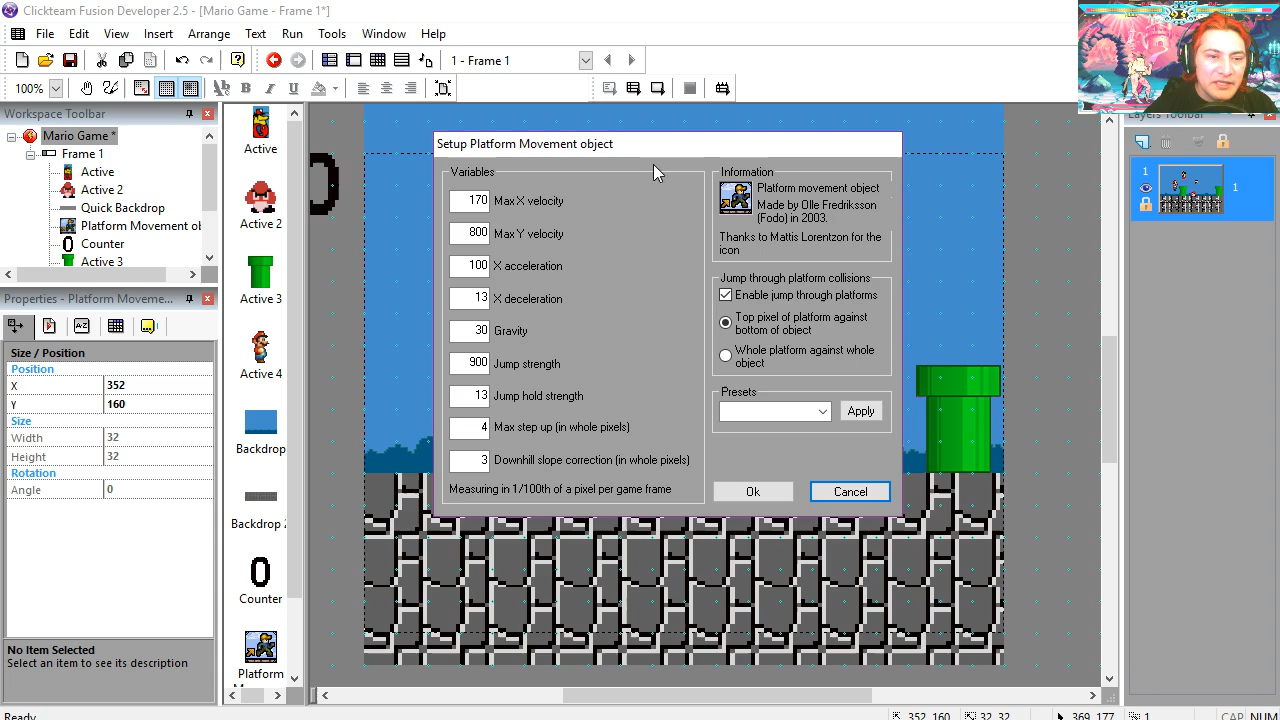 Clickteam Fusion Developer 2.5 - [Mario Game - Frame 1*]
File Edit View Insert Arrange Text Run Tools Window Help
1 - Frame 1
100%
Workspace Toolbar
Mario Game *
Frame 1
Active
Active 2
Quick Backdrop
Platform Movement ob
Counter
Active 3
Properties - Platform Moveme...
Size / Position
Position
X 352
Y 160
Size
Width 32
Height 32
Rotation
Angle 0
No Item Selected
Select an item to see its description
Ready
Active
Active 2
Active 3
Active 4
Backdrop
Backdrop 2
0
Counter
Platform
0
Setup Platform Movement object
Variables
170 Max X velocity
800 Max Y velocity
100 X acceleration
13 X deceleration
30 Gravity
900 Jump strength
13 Jump hold strength
4 Max step up (in whole pixels)
3 Downhill slope correction (in whole pixels)
Measuring in 1/100th of a pixel per game frame
Information
Platform movement object
Made by Olle Fredriksson
(Fodo) in 2003.
Thanks to Mattis Lorentzon for the
icon
Jump through platform collisions
Enable jump through platforms
Top pixel of platform against
bottom of object
Whole platform against whole
object
Presets
Apply
Ok Cancel
Layers Toolbar
1
1
352,160 32,32 369,177 1 CAP NUM